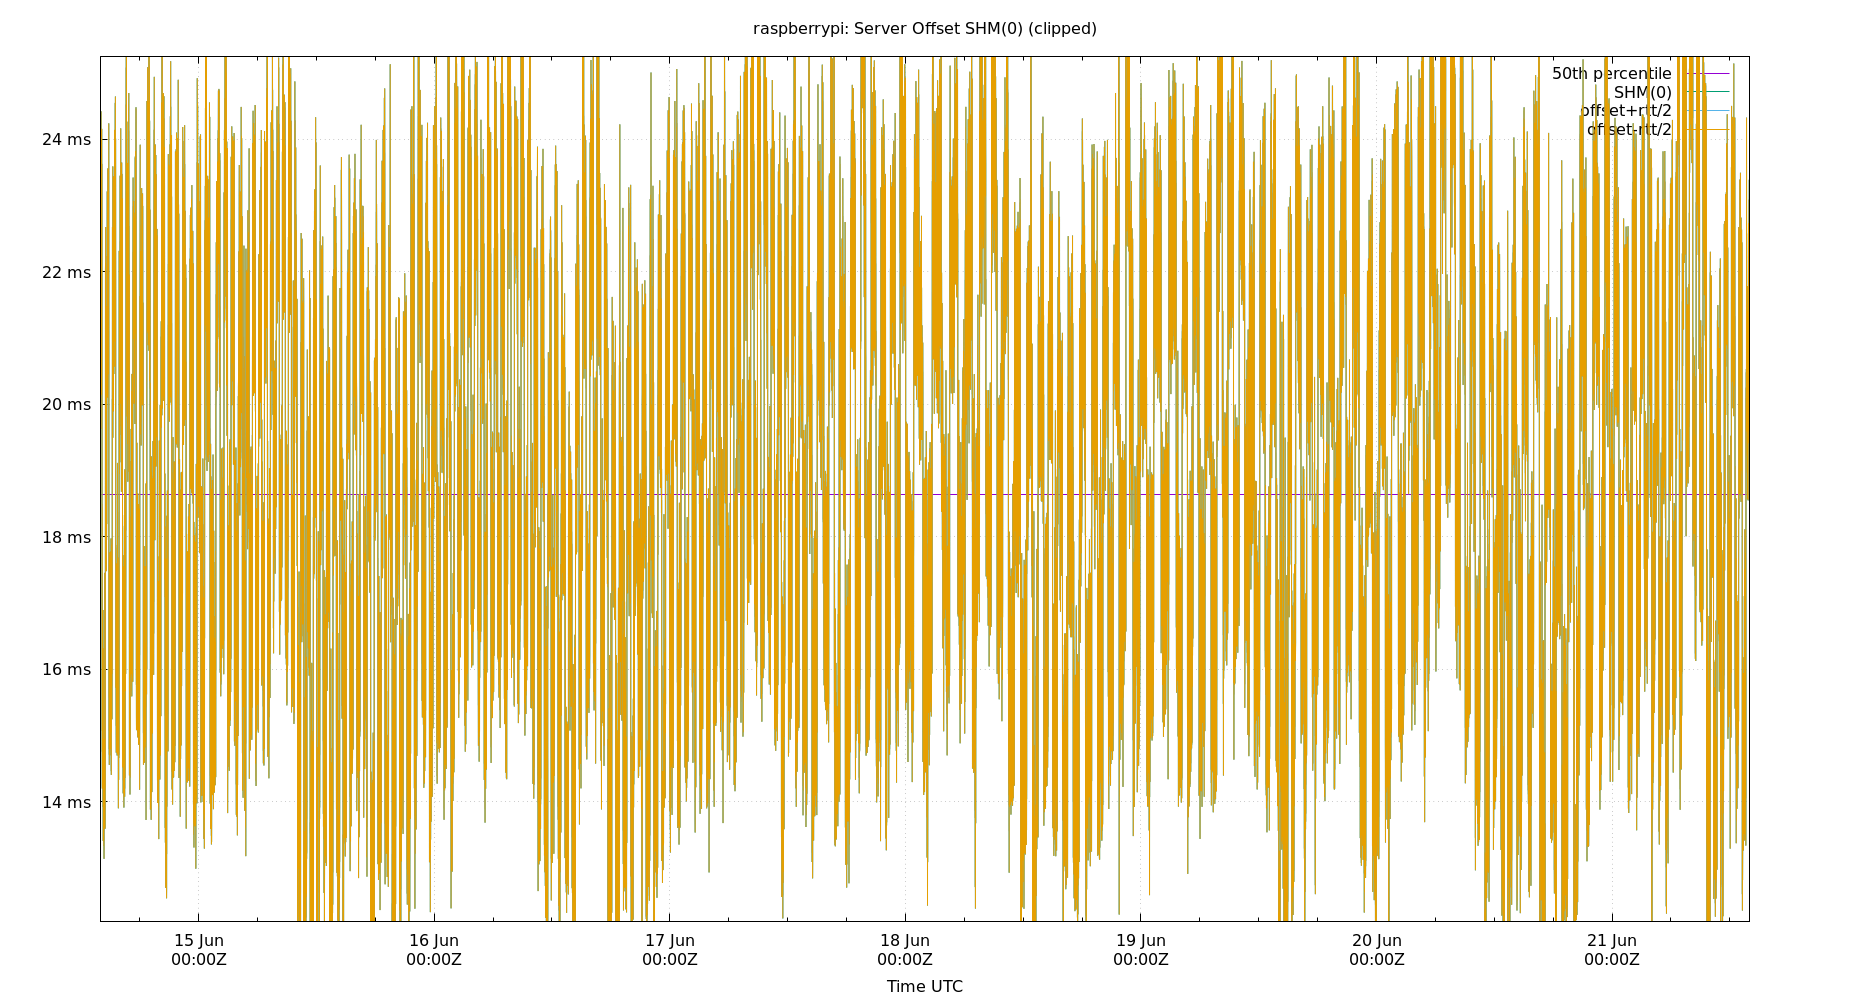 raspberrypi: Server Offset SHM(0) (clipped)
50th percentile
SHM(0)
offset+rtt/2
offset-rtt/2
24 ms
22 ms
20 ms
18 ms
16 ms
14 ms
15 Jun 16 Jun 17 Jun 18 Jun 19 Jun 20 Jun 21 Jun
00:00Z 00:00Z 00:00Z 00:00Z 00:00Z 00:00Z 00:00Z
Time UTC